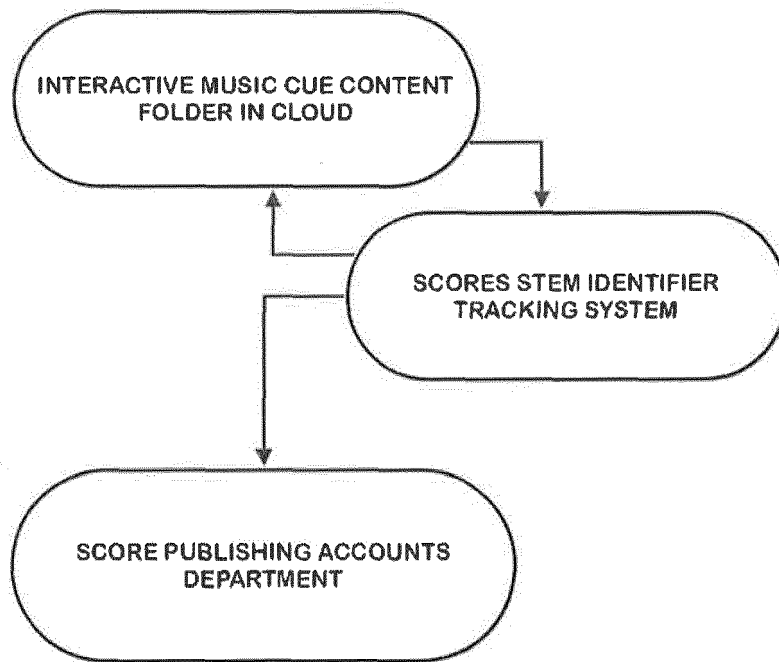 INTERACTIVE MUSIC CUE CONTENT
FOLDER IN CLOUD
SCORES STEM IDENTIFIER
TRACKING SYSTEM
SCORE PUBLISHING ACCOUNTS
DEPARTMENT